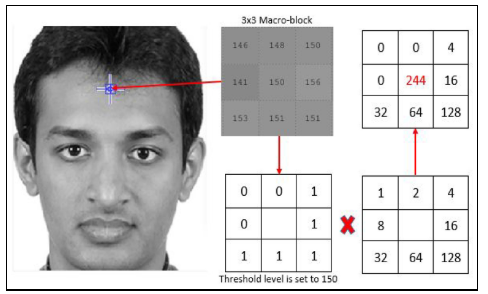 3x3 Macro-block
146 148 150
141 150 156
153 151 151
0 0 4
0 244 16
32 64 128
0 0 1
0 1
1 1 1
Threshold level is set to 150
1 2 4
8 16
32 64 128